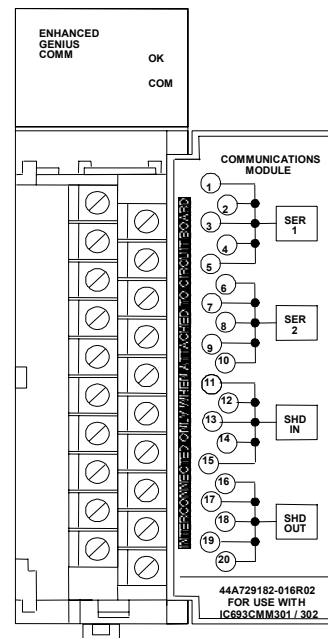 ENHANCED
GENIUS
COMM
OK
COM
COMMUNICATIONS
MODULE
INTERCONNECTED ONLY WHEN ATTACHED TO CIRCUIT BOARD
1
2
3
4
5
SER
1
6
7
8
9
10
SER
2
11
12
13
14
15
SHD
IN
16
17
18
19
20
SHD
OUT
44A729182-016R02
FOR USE WITH
IC693CMM301 / 302